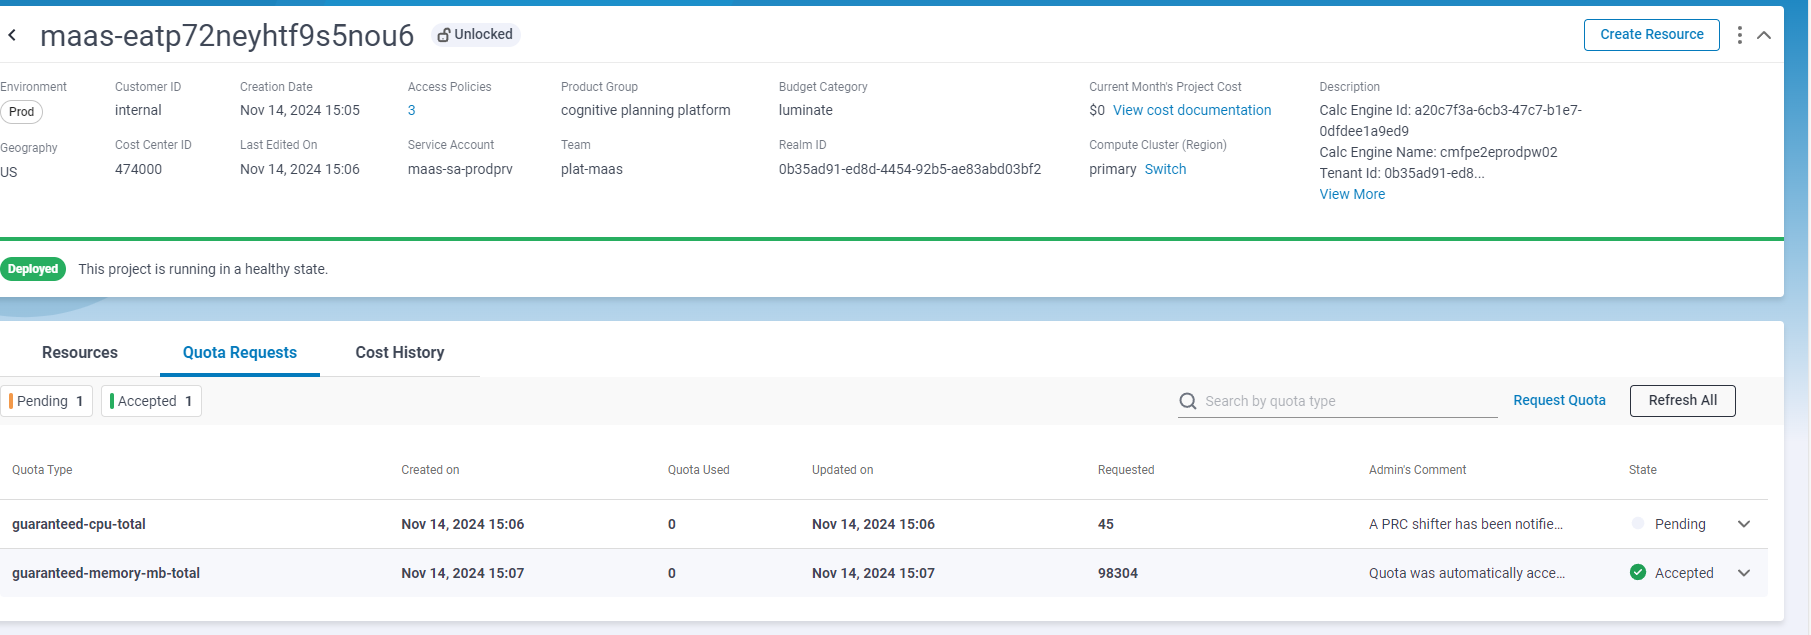 maas-eatp72neyhtf9s5nou6 Unlocked Create Resource
Environment Customer ID Creation Date Access Policies Product Group Budget Category Current Month's Project Cost Description
Prod internal Nov 14, 2024 15:05 3 cognitive planning platform luminate $0 View cost documentation Calc Engine Id: a20c7f3a-6cb3-47c7-b1e7-
0dfdee1a9ed9
Geography Cost Center ID Last Edited On Service Account Team Realm ID Compute Cluster (Region) Calc Engine Name: cmfpe2eprodpw02
US 474000 Nov 14, 2024 15:06 maas-sa-prodprv plat-maas 0b35ad91-ed8d-4454-92b5-ae83abd03bf2 primary Switch Tenant Id: 0b35ad91-ed8...
View More
Deployed This project is running in a healthy state.
Resources Quota Requests Cost History
Pending 1 Accepted 1 Search by quota type Request Quota Refresh All
Quota Type Created on Quota Used Updated on Requested Admin's Comment State
guaranteed-cpu-total Nov 14, 2024 15:06 0 Nov 14, 2024 15:06 45 A PRC shifter has been notifie... Pending
guaranteed-memory-mb-total Nov 14, 2024 15:07 0 Nov 14, 2024 15:07 98304 Quota was automatically acce... Accepted